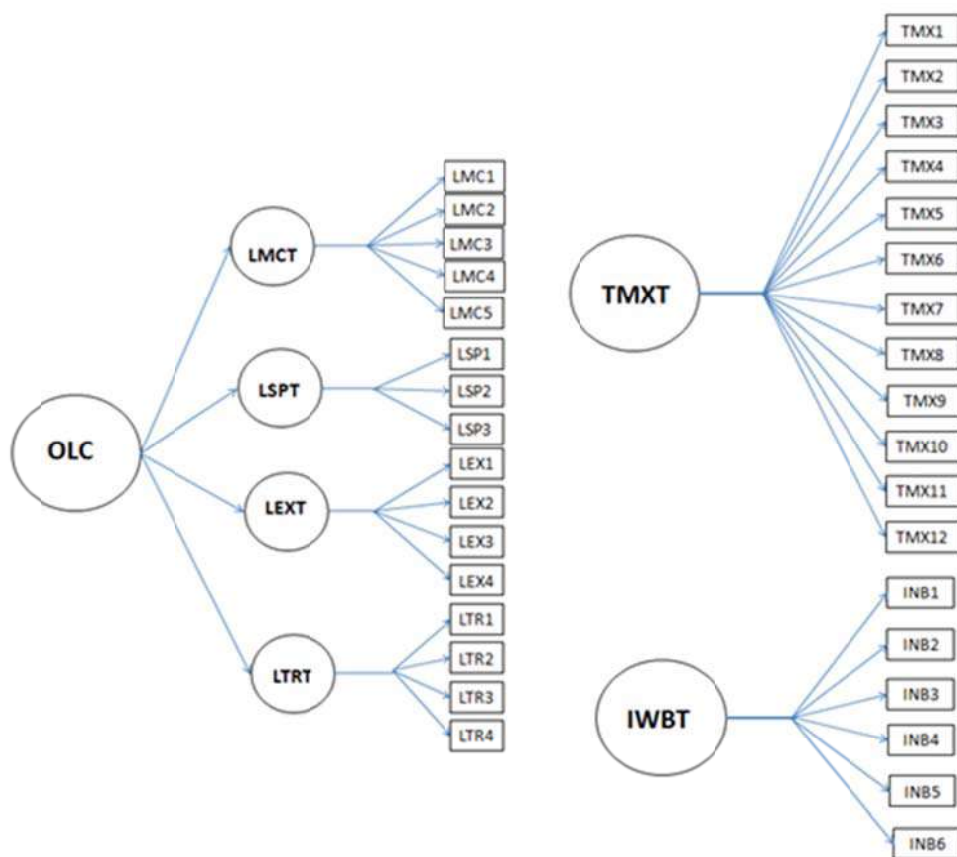 OLC
LMCT
LMC1
LMC2
LMC3
LMC4
LMC5
LSPT
LSP1
LSP2
LSP3
LEXT
LEX1
LEX2
LEX3
LEX4
LTRT
LTR1
LTR2
LTR3
LTR4
TMXT
TMX1
TMX2
TMX3
TMX4
TMX5
TMX6
TMX7
TMX8
TMX9
TMX10
TMX11
TMX12
IWBT
INB1
INB2
INB3
INB4
INB5
INB6